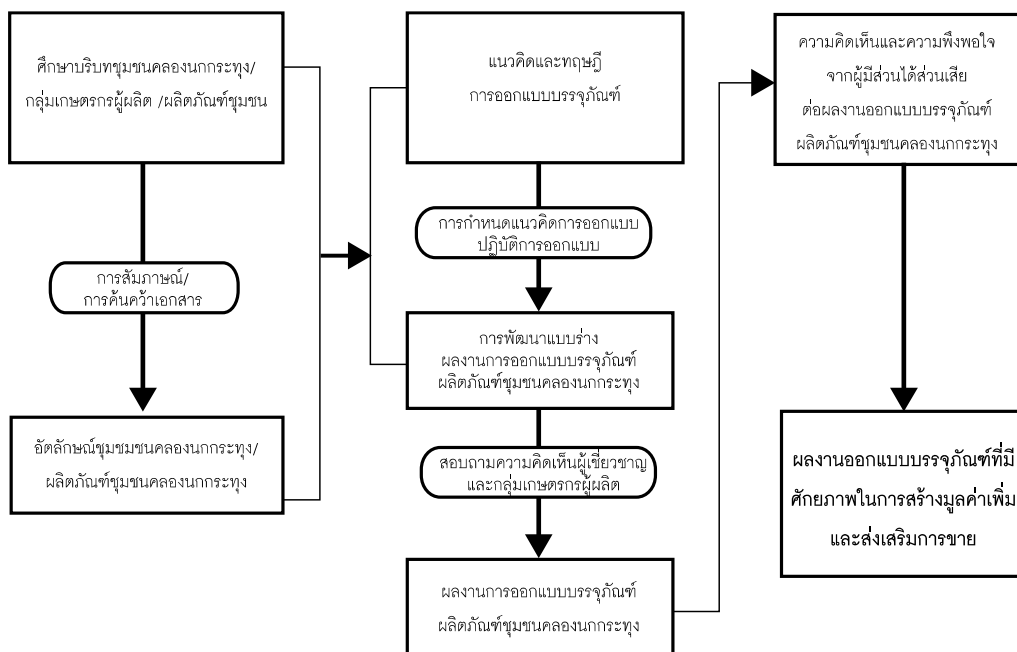 ศึกษาบริบทชุมชนคลองนกกระทุง/
กลุ่มเกษตรกรผู้ผลิต /ผลิตภัณฑ์ชุมชน
การสัมภาษณ์/
การค้นคว้าเอกสาร
อัตลักษณ์ชุมชมชนคลองนกกระทุง/
ผลิตภัณฑ์ชุมชนคลองนกกระทุง
แนวคิดและทฤษฎี
การออกแบบบรรจุภัณฑ์
การกำหนดแนวคิดการออกแบบ
ปฏิบัติการออกแบบ
การพัฒนาแบบร่าง
ผลงานการออกแบบบรรจุภัณฑ์
ผลิตภัณฑ์ชุมชนคลองนกกระทุง
สอบถามความคิดเห็นผู้เชี่ยวชาญ
และกลุ่มเกษตรกรผู้ผลิต
ผลงานการออกแบบบรรจุภัณฑ์
ผลิตภัณฑ์ชุมชนคลองนกกระทุง
ความคิดเห็นและความพึงพอใจ
จากผู้มีส่วนได้ส่วนเสีย
ต่อผลงานออกแบบบรรจุภัณฑ์
ผลิตภัณฑ์ชุมชนคลองนกกระทุง
ผลงานออกแบบบรรจุภัณฑ์ที่มี
ศักยภาพในการสร้างมูลค่าเพิ่ม
และส่งเสริมการขาย